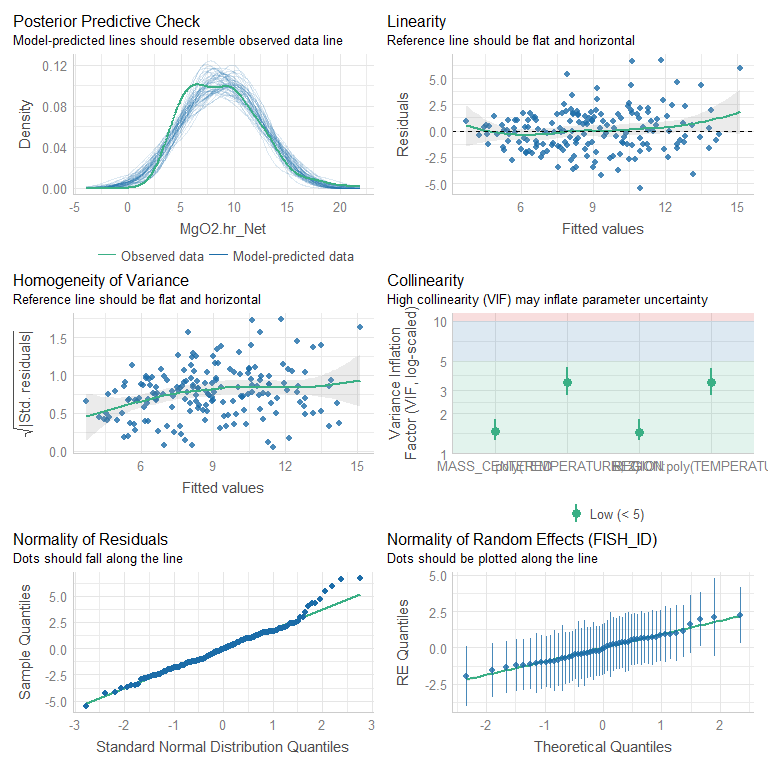 Posterior Predictive Check
Model-predicted lines should resemble observed data line
0.12
0.08
0.04
0.00
Density
-5
0
5
10
15
20
MgO2.hr_Net
Observed data
Model-predicted data
Linearity
Reference line should be flat and horizontal
5.0
2.5
0.0
-2.5
-5.0
Residuals
6
9
12
15
Fitted values
Homogeneity of Variance
Reference line should be flat and horizontal
1.5
1.0
0.5
0.0
√|Std. residuals|
6
9
12
15
Fitted values
Collinearity
High collinearity (VIF) may inflate parameter uncertainty
10
5
3
2
1
Variance Inflation
Factor (VIF, log-scaled)
MASS_CENTERED
Low (< 5)
Normality of Residuals
Dots should fall along the line
5.0
2.5
0.0
-2.5
-5.0
Sample Quantiles
-3
-2
-1
0
1
2
3
Standard Normal Distribution Quantiles
Normality of Random Effects (FISH_ID)
Dots should be plotted along the line
5.0
2.5
0.0
-2.5
RE Quantiles
-2
-1
0
1
2
Theoretical Quantiles